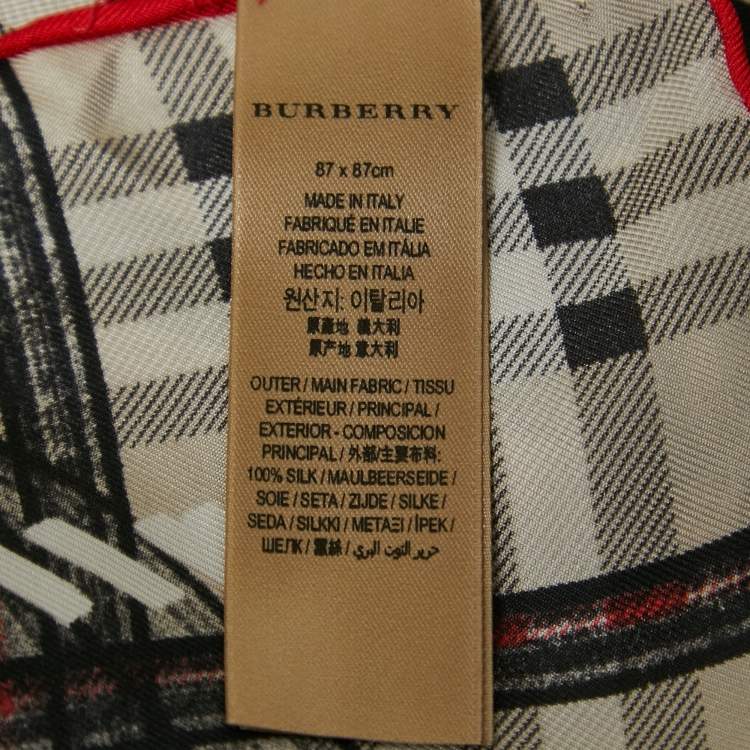 BURBERRY
87 x 87cm
MADE IN ITALY
FABRIQUÉ EN ITALIE
FABRICADO EM ITÁLIA
HECHO EN ITALIA
원산지: 이탈리아
原產地 義大利
原产地 意大利
OUTER / MAIN FABRIC / TISSU
EXTÉRIEUR / PRINCIPAL /
EXTERIOR - COMPOSICION
PRINCIPAL / 外部/主要布料:
100% SILK / MAULBEERSEIDE /
SOIE / SETA / ZIJDE / SILKE /
SEDA / SILKKI / ΜΕΤΑΞΙ / İPEK /
ШЕЛК / 蠶絲 / حرير التوت البري /